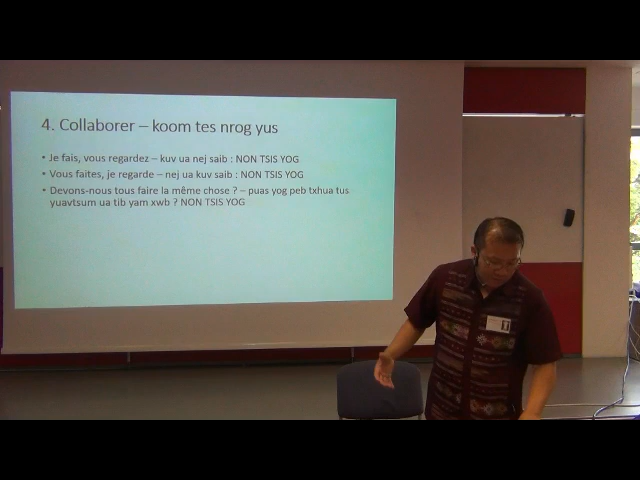 4. Collaborer – koom tes nrog yus
• Je fais, vous regardez – kuv ua nej saib : NON TSIS YOG
• Vous faites, je regarde – nej ua kuv saib : NON TSIS YOG
• Devons-nous tous faire la même chose ? – puas yog peb txhua tus
yuavtsum ua tib yam xwb ? NON TSIS YOG